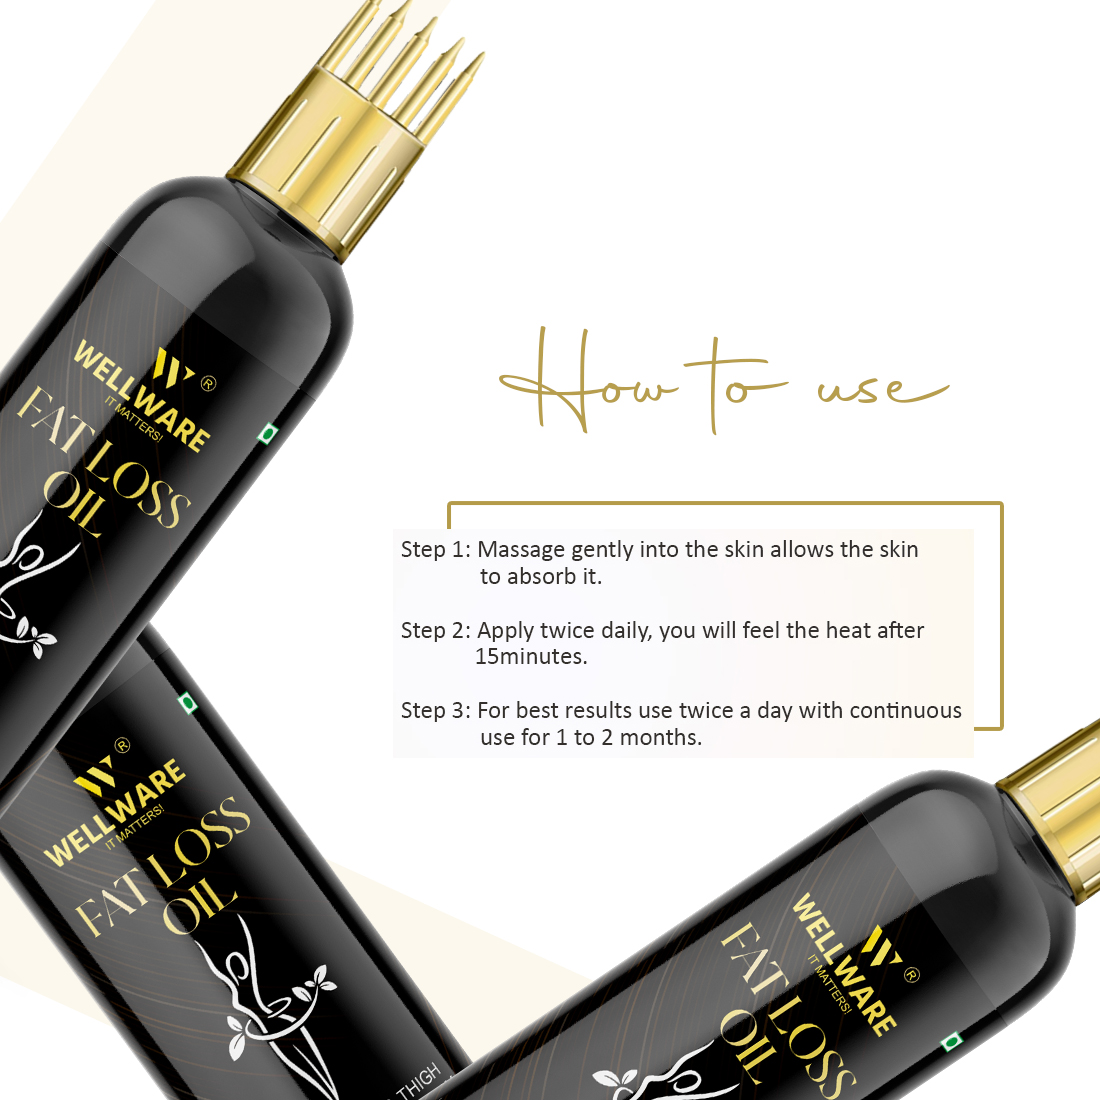 WELLWARE
®
IT MATTERS!
FAT LOSS
OIL
How to use
Step 1: Massage gently into the skin allows the skin
to absorb it.
Step 2: Apply twice daily, you will feel the heat after
15minutes.
Step 3: For best results use twice a day with continuous
use for 1 to 2 months.
®
WELLWARE
IT MATTERS!
FAT LOSS
OIL
THIGH
WELLWARE
®
IT MATTERS!
FAT LOSS
OIL